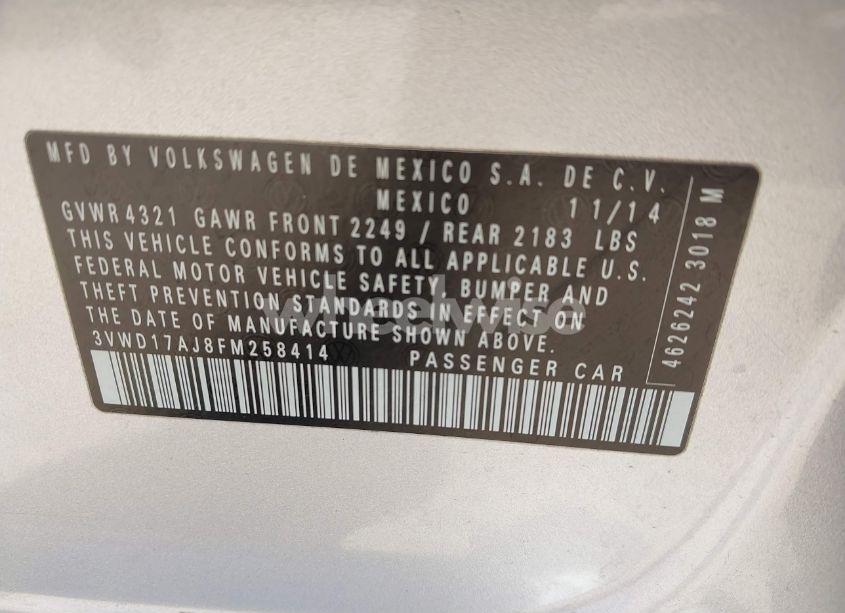 MFD BY VOLKSWAGEN DE MEXICO S.A. DE C.V.
MEXICO 11/14
GVWR 4321 GAWR FRONT 2249 / REAR 2183 LBS
THIS VEHICLE CONFORMS TO ALL APPLICABLE U.S.
FEDERAL MOTOR VEHICLE SAFETY, BUMPER AND
THEFT PREVENTION STANDARDS IN EFFECT ON
THE DATE OF MANUFACTURE SHOWN ABOVE.
3VWD17AJ8FM258414 PASSENGER CAR
4626242 3018 M
wheelwise